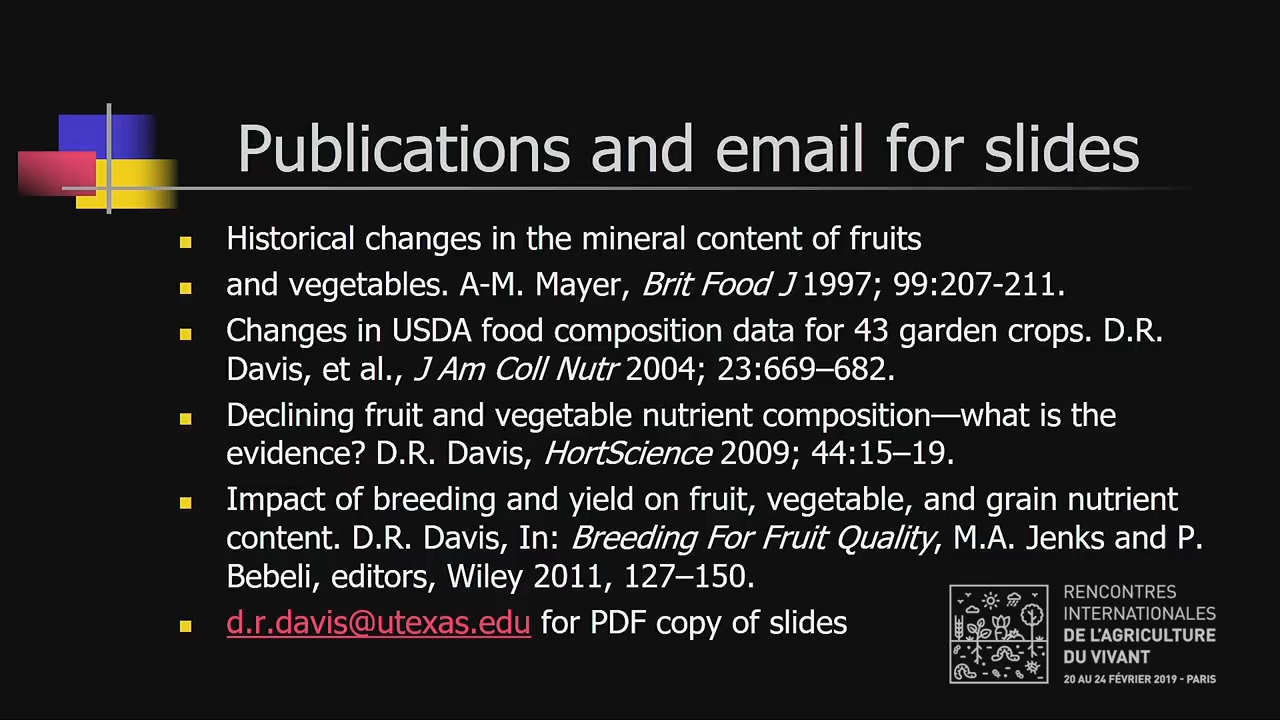 Publications and email for slides
Historical changes in the mineral content of fruits
and vegetables. A-M. Mayer, Brit Food J 1997; 99:207-211.
Changes in USDA food composition data for 43 garden crops. D.R.
Davis, et al., J Am Coll Nutr 2004; 23:669–682.
Declining fruit and vegetable nutrient composition—what is the
evidence? D.R. Davis, HortScience 2009; 44:15–19.
Impact of breeding and yield on fruit, vegetable, and grain nutrient
content. D.R. Davis, In: Breeding For Fruit Quality, M.A. Jenks and P.
Bebeli, editors, Wiley 2011, 127–150.
d.r.davis@utexas.edu for PDF copy of slides
RENCONTRES
INTERNATIONALES
DE L'AGRICULTURE
DU VIVANT
20 AU 24 FÉVRIER 2019 - PARIS